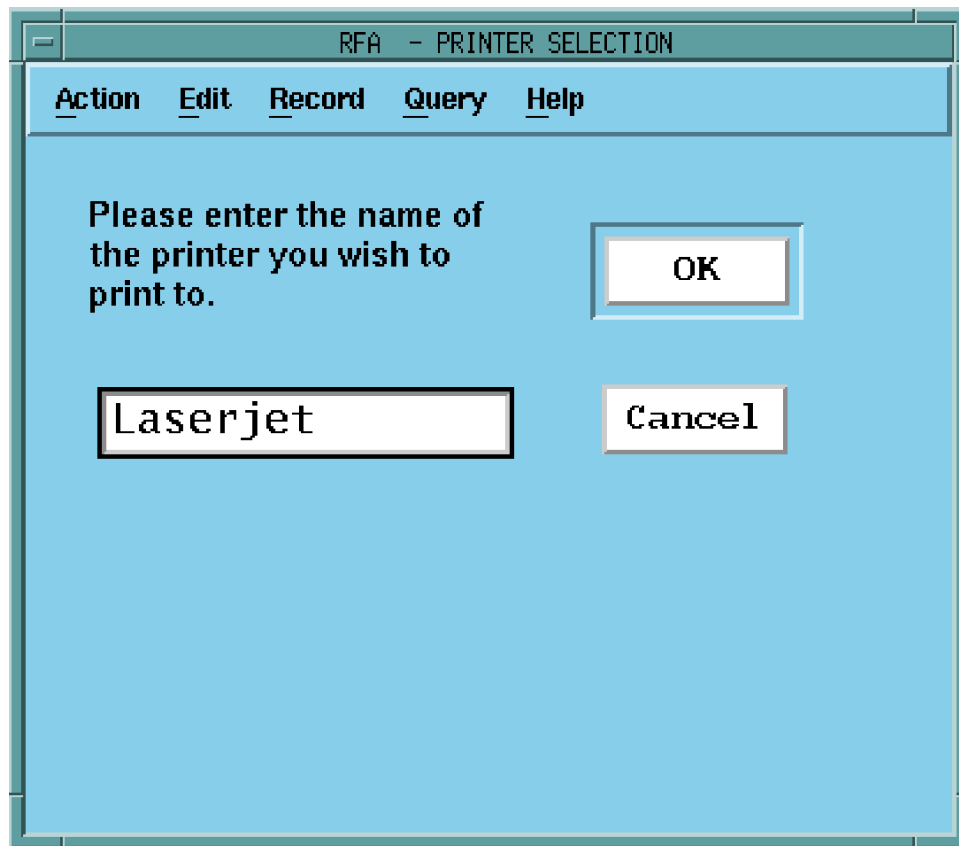 RFA - PRINTER SELECTION
Action Edit Record Query Help
Please enter the name of
the printer you wish to
print to.
OK
Laserjet
Cancel